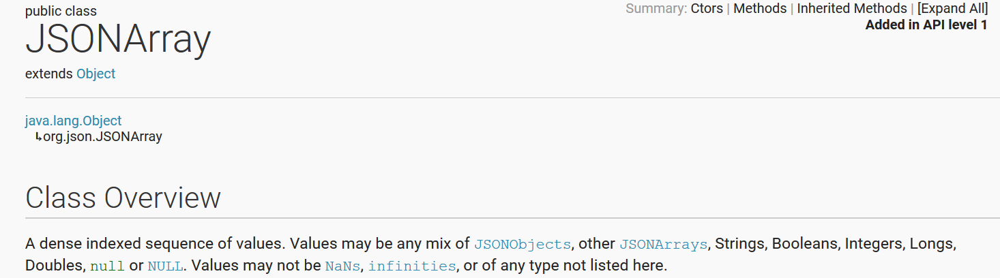 public class
Summary: Ctors | Methods | Inherited Methods | [Expand All]
JSONArray
Added in API level 1
extends Object
java.lang.Object
↳org.json.JSONArray
Class Overview
A dense indexed sequence of values. Values may be any mix of JSONObjects, other JSONArrays, Strings, Booleans, Integers, Longs,
Doubles, null or NULL. Values may not be NaNs, infinities, or of any type not listed here.